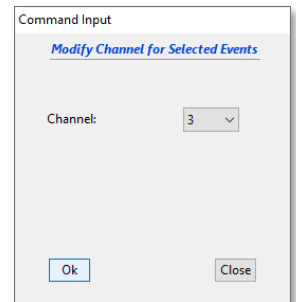 Command Input
Modify Channel for Selected Events
Channel: 3
Ok Close